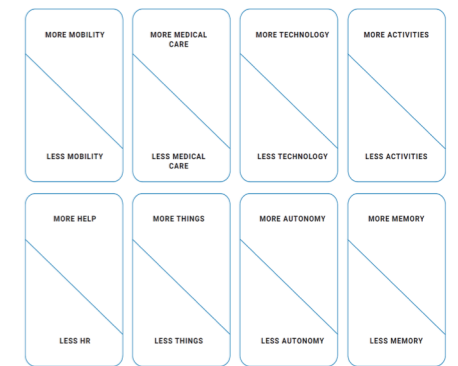 MORE MOBILITY
MORE MEDICAL
CARE
MORE TECHNOLOGY
MORE ACTIVITIES
LESS MOBILITY
LESS MEDICAL
CARE
LESS TECHNOLOGY
LESS ACTIVITIES
MORE HELP
MORE THINGS
MORE AUTONOMY
MORE MEMORY
LESS HR
LESS THINGS
LESS AUTONOMY
LESS MEMORY